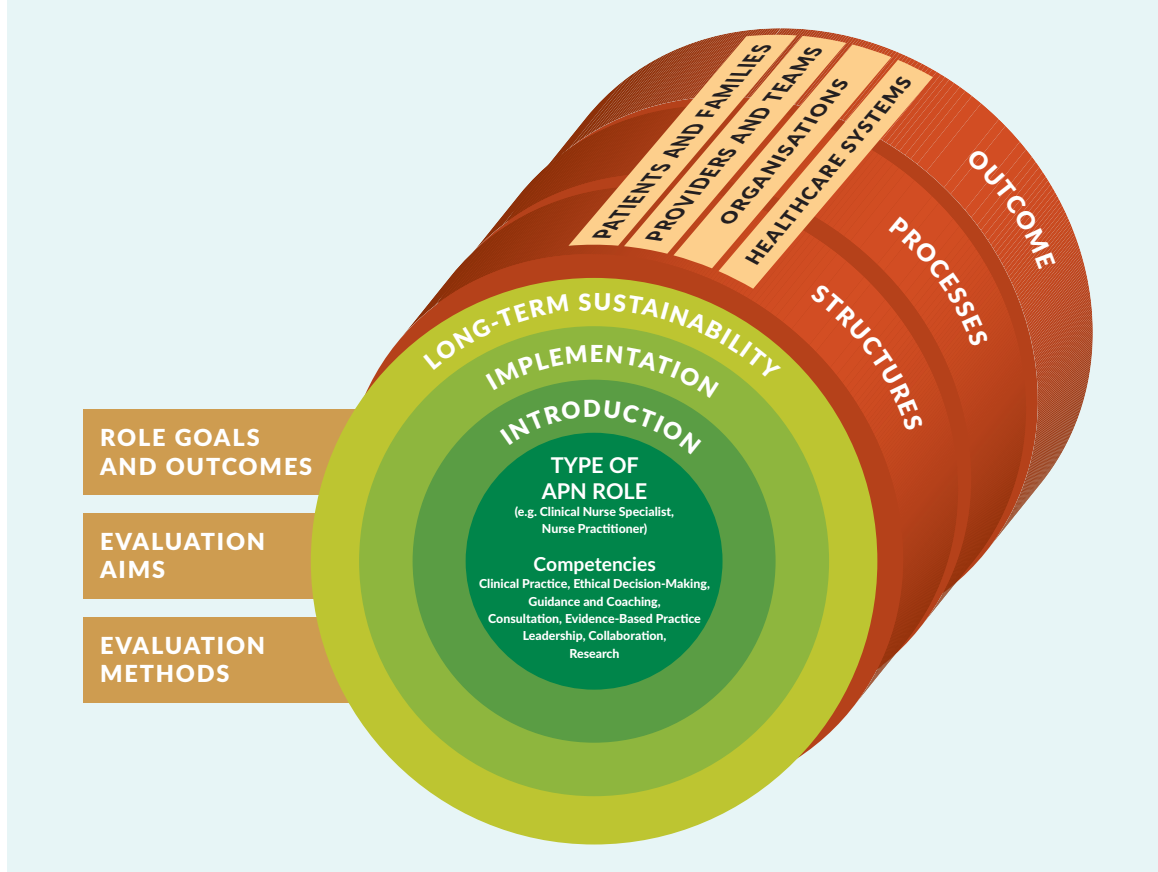 PATIENTS AND FAMILIES
PROVIDERS AND TEAMS
ORGANISATIONS
HEALTHCARE SYSTEMS
OUTCOME
PROCESSES
STRUCTURES
LONG-TERM SUSTAINABILITY
IMPLEMENTATION
INTRODUCTION
TYPE OF
APN ROLE
(e.g. Clinical Nurse Specialist,
Nurse Practitioner)
Competencies
Clinical Practice, Ethical Decision-Making,
Guidance and Coaching,
Consultation, Evidence-Based Practice
Leadership, Collaboration,
Research
ROLE GOALS
AND OUTCOMES
EVALUATION
AIMS
EVALUATION
METHODS